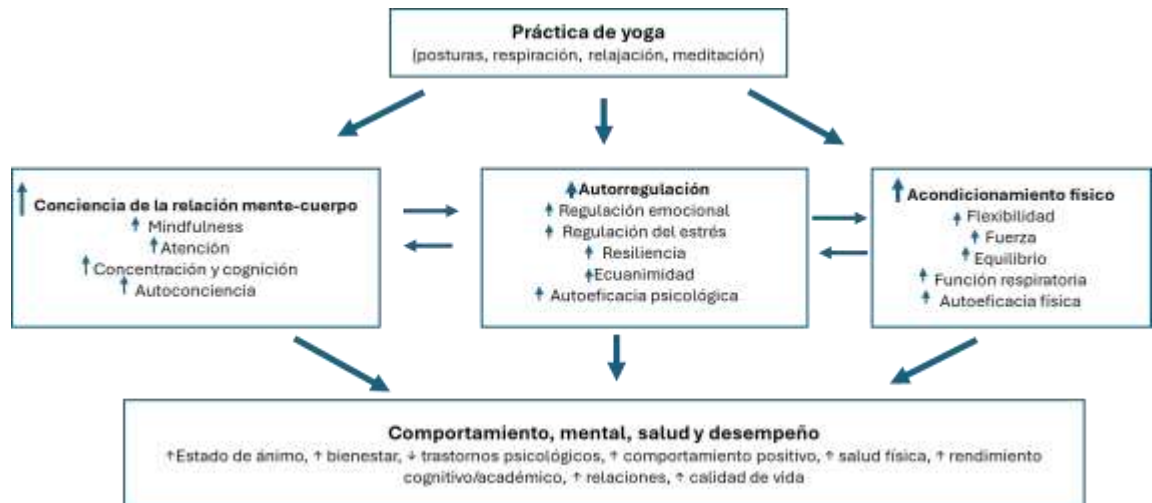 Práctica de yoga
(posturas, respiración, relajación, meditación)
↑ Conciencia de la relación mente-cuerpo
↑ Mindfulness
↑ Atención
↑ Concentración y cognición
↑ Autoconciencia
↑ Autorregulación
↑ Regulación emocional
↑ Regulación del estrés
↑ Resiliencia
↑ Ecuanimidad
↑ Autoeficacia psicológica
↑ Acondicionamiento físico
↑ Flexibilidad
↑ Fuerza
↑ Equilibrio
↑ Función respiratoria
↑ Autoeficacia física
Comportamiento, mental, salud y desempeño
↑Estado de ánimo, ↑ bienestar, ↓ trastornos psicológicos, ↑ comportamiento positivo, ↑ salud física, ↑ rendimiento
cognitivo/académico, ↑ relaciones, ↑ calidad de vida